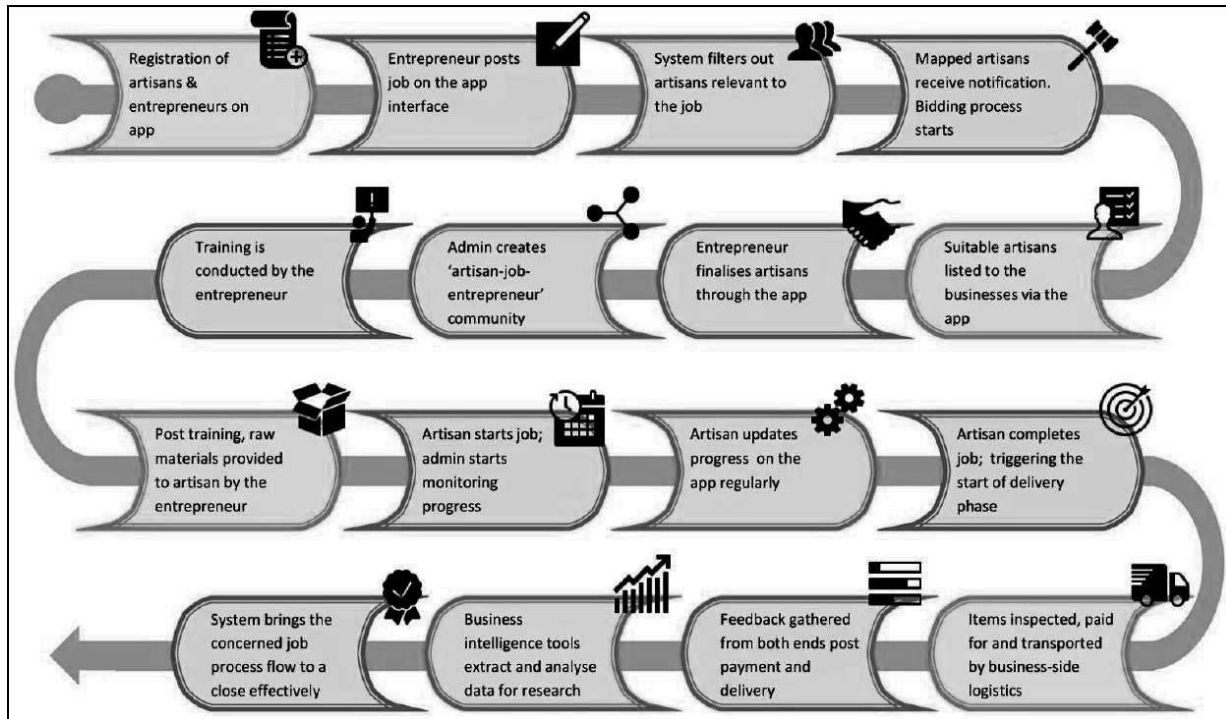 Registration of
artisans &
entrepreneurs on
app
Entrepreneur posts
job on the app
interface
System filters out
artisans relevant to
the job
Mapped artisans
receive notification.
Bidding process
starts
Suitable artisans
listed to the
businesses via the
app
Entrepreneur
finalises artisans
through the app
Admin creates
‘artisan-job-
entrepreneur’
community
Training is
conducted by the
entrepreneur
Post training, raw
materials provided
to artisan by the
entrepreneur
Artisan starts job;
admin starts
monitoring
progress
Artisan updates
progress on the
app regularly
Artisan completes
job; triggering the
start of delivery
phase
Items inspected, paid
for and transported
by business-side
logistics
Feedback gathered
from both ends post
payment and
delivery
Business
intelligence tools
extract and analyse
data for research
System brings the
concerned job
process flow to a
close effectively